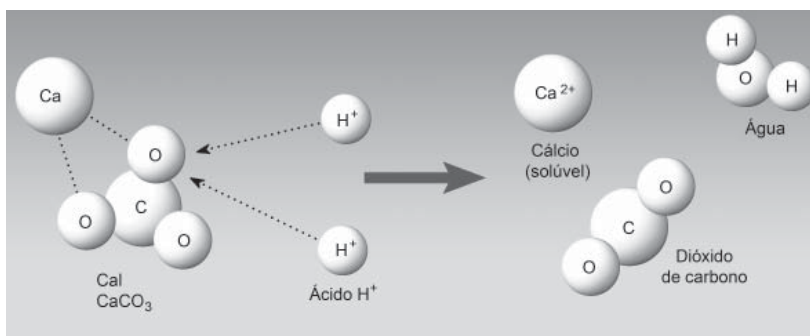 Ca
O
C
O
O
Cal
CaCO₃
H⁺
H⁺
Ácido H⁺
Ca²⁺
Cálcio
(solúvel)
H
O
H
Água
O
C
O
Dióxido
de carbono